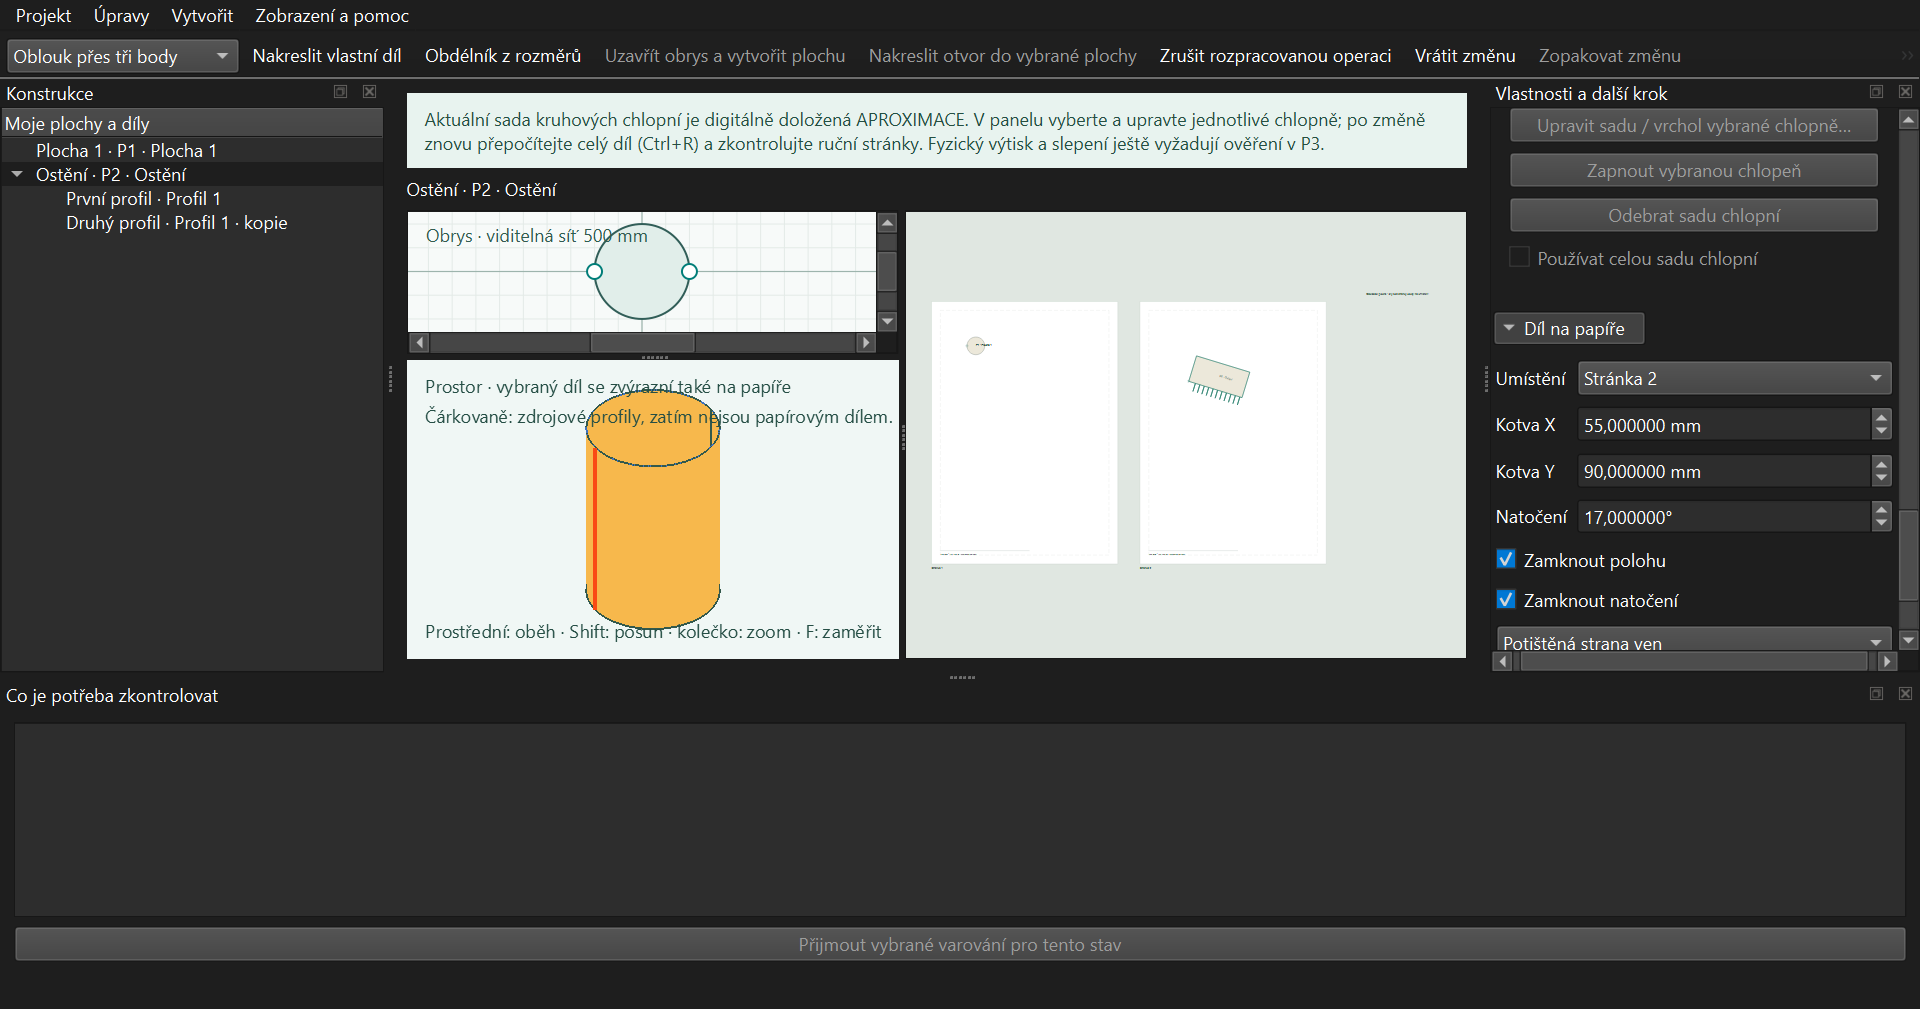 Projekt Úpravy Vytvořit Zobrazení a pomoc
Oblouk přes tři body Nakreslit vlastní díl Obdélník z rozměrů Uzavřít obrys a vytvořit plochu Nakreslit otvor do vybrané plochy Zrušit rozpracovanou operaci Vrátit změnu Zopakovat změnu
Konstrukce
Moje plochy a díly
Plocha 1 · P1 · Plocha 1
Ostění · P2 · Ostění
První profil · Profil 1
Druhý profil · Profil 1 · kopie
Aktuální sada kruhových chlopní je digitálně doložená APROXIMACE. V panelu vyberte a upravte jednotlivé chlopně; po změně
znovu přepočítejte celý díl (Ctrl+R) a zkontrolujte ruční stránky. Fyzický výtisk a slepení ještě vyžadují ověření v P3.
Ostění · P2 · Ostění
Obrys · viditelná síť 500 mm
Prostor · vybraný díl se zvýrazní také na papíře
Čárkovaně: zdrojové profily, zatím nejsou papírovým dílem.
Prostřední: oběh · Shift: posun · kolečko: zoom · F: zaměřit
Vlastnosti a další krok
Upravit sadu / vrchol vybrané chlopně...
Zapnout vybranou chlopeň
Odebrat sadu chlopní
Používat celou sadu chlopní
Díl na papíře
Umístění Stránka 2
Kotva X 55,000000 mm
Kotva Y 90,000000 mm
Natočení 17,000000°
Zamknout polohu
Zamknout natočení
Potištěná strana ven
Co je potřeba zkontrolovat
Přijmout vybrané varování pro tento stav